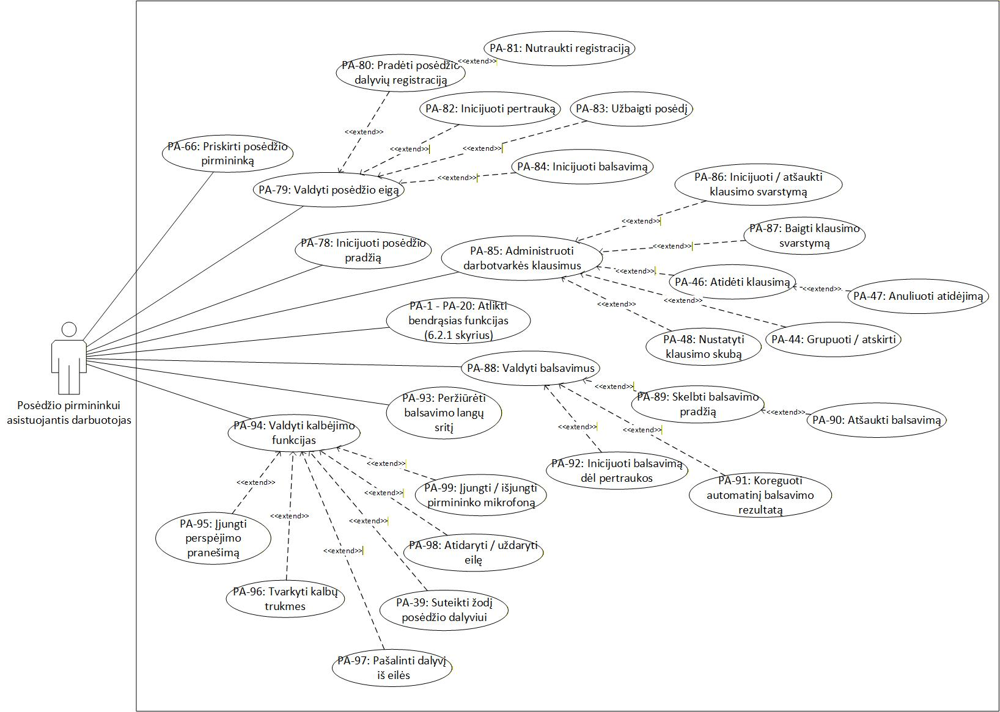 PA-81: Nutraukti registraciją
<<extend>>
PA-80: Pradėti posėdžio
dalyvių registraciją
PA-82: Inicijuoti pertrauką
PA-83: Užbaigti posėdį
<<extend>>
<<extend>>
<<extend>>
PA-66: Priskirti posėdžio
pirmininką
PA-84: Inicijuoti balsavimą
<<extend>>
PA-79: Valdyti posėdžio eigą
PA-86: Inicijuoti / atšaukti
klausimo svarstymą
<<extend>>
PA-87: Baigti klausimo
svarstymą
<<extend>>
PA-78: Inicijuoti posėdžio
pradžią
PA-85: Administruoti
darbotvarkės klausimus
<<extend>>
PA-46: Atidėti klausimą
<<extend>>
PA-47: Anuliuoti atidėjimą
<<extend>>
<<extend>>
PA-1 - PA-20: Atlikti
bendrąsias funkcijas
(6.2.1 skyrius)
PA-48: Nustatyti
klausimo skubą
PA-44: Grupuoti / atskirti
PA-88: Valdyti balsavimus
<<extend>>
PA-89: Skelbti balsavimo
pradžią
<<extend>>
PA-90: Atšaukti balsavimą
Posėdžio pirmininkui
asistuojantis darbuotojas
PA-93: Peržiūrėti
balsavimo langų
sritį
<<extend>>
<<extend>>
PA-94: Valdyti kalbėjimo
funkcijas
PA-92: Inicijuoti balsavimą
dėl pertraukos
PA-91: Koreguoti
automatinį balsavimo
rezultatą
<<extend>>
<<extend>>
PA-99: Įjungti / išjungti
pirmininko mikrofoną
<<extend>>
<<extend>>
<<extend>>
PA-95: Įjungti
perspėjimo
pranešimą
<<extend>>
PA-98: Atidaryti / uždaryti
eilę
PA-96: Tvarkyti kalbų
trukmes
PA-39: Suteikti žodį
posėdžio dalyviui
PA-97: Pašalinti dalyvį
iš eilės